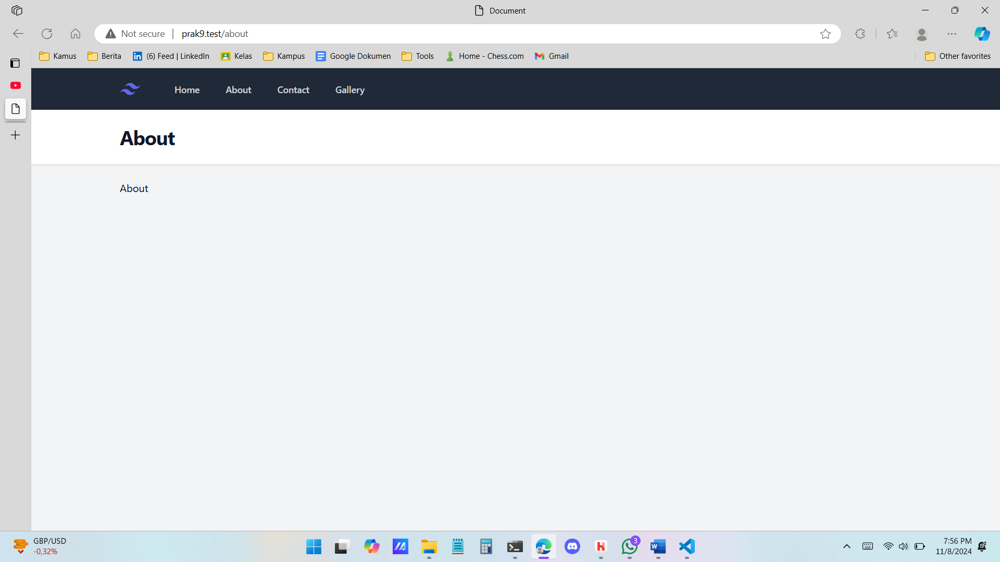 Document
Not secure prak9.test/about
Kamus Berita (6) Feed | LinkedIn Kelas Kampus Google Dokumen Tools Home - Chess.com Gmail Other favorites
Home About Contact Gallery
About
About
GBP/USD
-0,32%
3
7:56 PM
11/8/2024